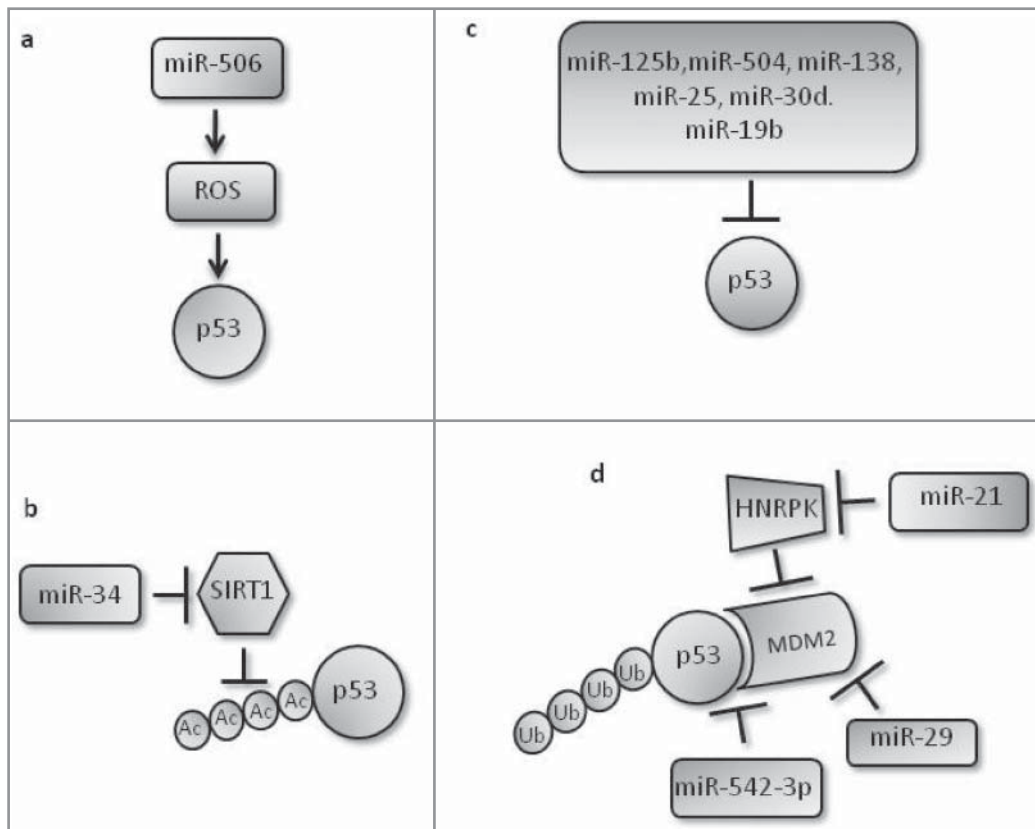 a
miR-506
ROS
p53
b
miR-34
SIRT1
Ac
Ac
Ac
Ac
p53
c
miR-125b,miR-504, miR-138,
miR-25, miR-30d.
miR-19b
p53
d
HNRPK
miR-21
MDM2
p53
Ub
Ub
Ub
Ub
miR-29
miR-542-3p